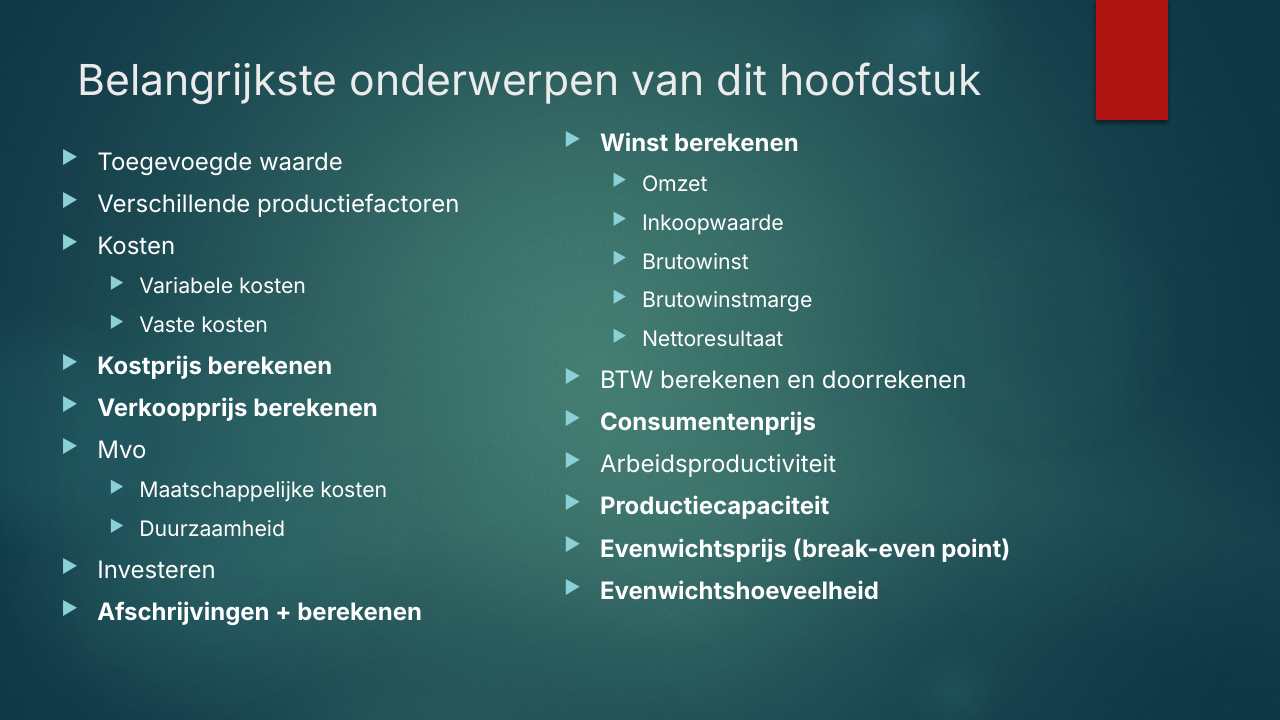 Belangrijkste onderwerpen van dit hoofdstuk
Toegevoegde waarde
Verschillende productiefactoren
Kosten
Variabele kosten
Vaste kosten
Kostprijs berekenen
Verkoopprijs berekenen
Mvo
Maatschappelijke kosten
Duurzaamheid
Investeren
Afschrijvingen + berekenen
Winst berekenen
Omzet
Inkoopwaarde
Brutowinst
Brutowinstmarge
Nettoresultaat
BTW berekenen en doorrekenen
Consumentenprijs
Arbeidsproductiviteit
Productiecapaciteit
Evenwichtsprijs (break-even point)
Evenwichtshoeveelheid